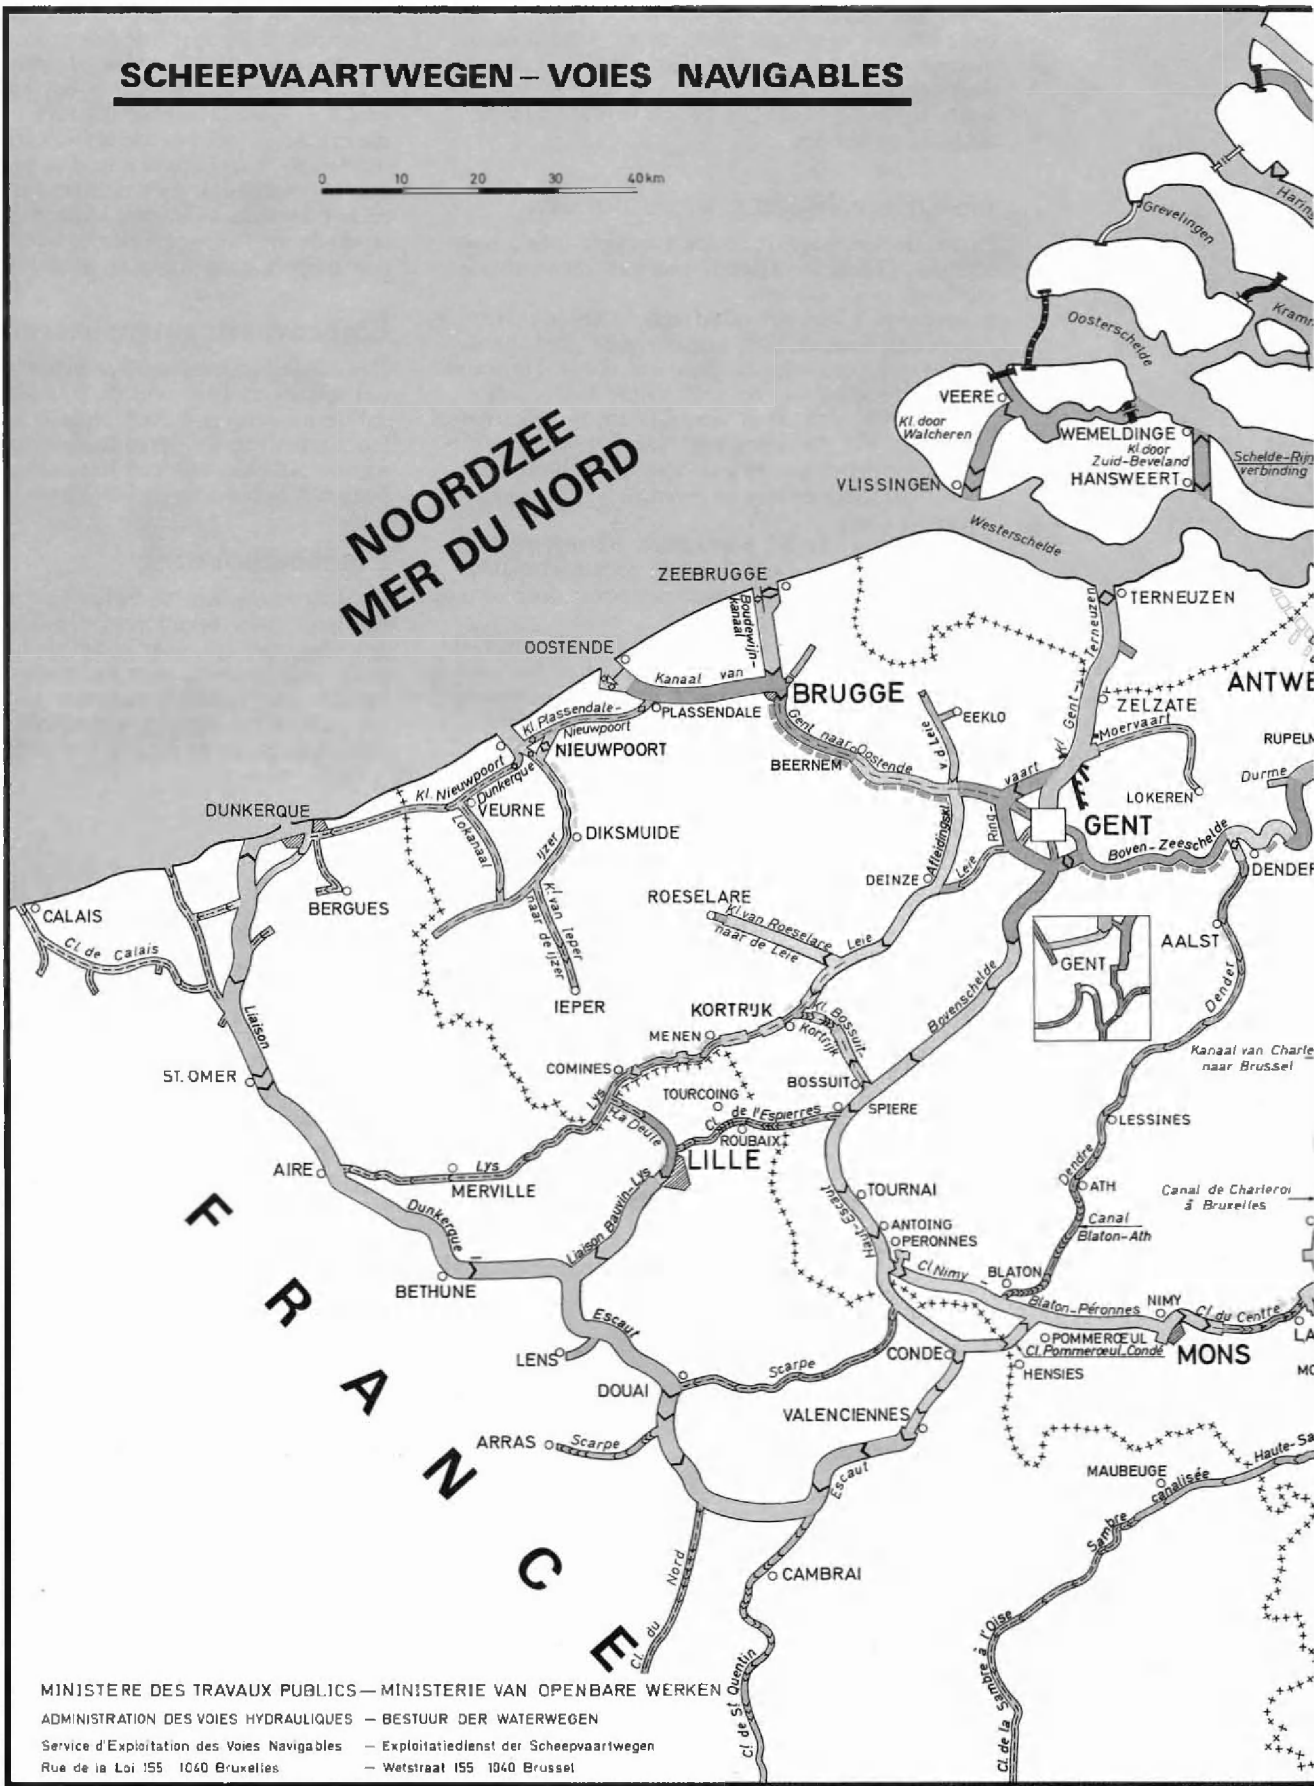 SCHEEPVAARTWEGEN – VOIES NAVIGABLES
0 10 20 30 40 km
Grevelingen
Oosterschelde
NOORDZEE
MER DU NORD
VEERE
Kl. door
Walcheren
WEMELDINGE
Kl. door
Zuid-Beveland
HANSWEERT
Schelde-Rijn
verbinding
VLISSINGEN
Westerschelde
ZEEBRUGGE
Boudewijn-
kanaal
TERNEUZEN
Kl. Gent - Terneuzen
OOSTENDE
Kanaal van
BRUGGE
ANTWE
PLASSENDALE
Kl. Plassendale-
Nieuwpoort
NIEUWPOORT
EEKLO
v. d. Leie
ZELZATE
Moervaart
Gent naar Oostende
BEERNEM
RUPELM
Durme
LOKEREN
Kl. Nieuwpoort
Dunkerque
VEURNE
Lokanaal
DUNKERQUE
DIKSMUIDE
Ijzer
Ring-
vaart
GENT
Boven-Zeeschelde
DENDER
Afleidingskl.
Leie
DEINZE
BERGUES
CALAIS
Cl. de Calais
ROESELARE
Kl. van Roeselare
naar de Leie
Leie
Kl. van Ieper
naar de Ijzer
IEPER
GENT
AALST
Dender
Bovenschelde
Liaison
KORTRIJK
Kl. Bossuit-
Kortrijk
MENEN
COMINES
Kanaal van Charle
naar Brussel
ST. OMER
BOSSUIT
TOURCOING
Cl. de l'Espierres
SPIERE
ROUBAIX
Lys
La Deule
LESSINES
LILLE
AIRE
Lys
MERVILLE
Dendre
ATH
TOURNAI
Canal de Charleroi
à Bruxelles
Canal
Blaton-Ath
Dunkerque
Liaison Bauvin-Lys
Haut-Escaut
ANTOING
PERONNES
BETHUNE
Cl. Nimy
BLATON
Blaton-Péronnes
NIMY
Cl. du Centre
LA
Escaut
LENS
POMMERŒUL
Cl. Pommerœul-Condé
MONS
CONDE
HENSIES
MO
Scarpe
DOUAI
VALENCIENNES
ARRAS
Scarpe
Escaut
MAUBEUGE
Sambre canalisée
Haute-Sa
CAMBRAI
Cl. du Nord
Cl. de St Quentin
Cl. de la Sambre à l'Oise
FRANCE
MINISTERE DES TRAVAUX PUBLICS — MINISTERIE VAN OPENBARE WERKEN
ADMINISTRATION DES VOIES HYDRAULIQUES — BESTUUR DER WATERWEGEN
Service d'Exploitation des Voies Navigables — Exploitatiedienst der Scheepvaartwegen
Rue de la Loi 155 1040 Bruxelles — Wetstraat 155 1040 Brussel